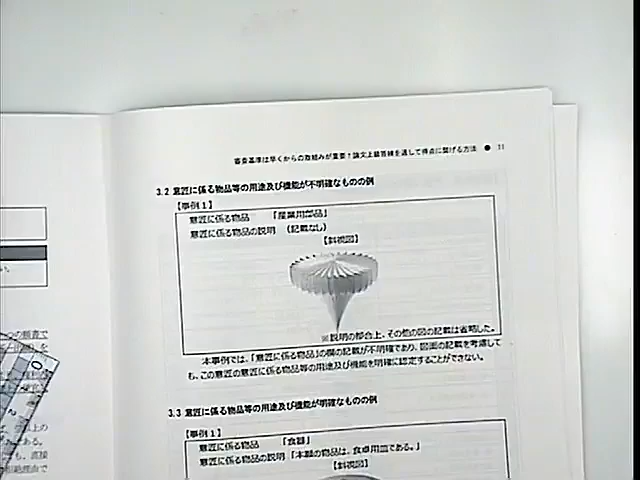 審査基準は早くからの取組みが重要!論文上級答練を通して得点に繋げる方法 ● 11
3.2 意匠に係る物品等の用途及び機能が不明確なものの例
【事例1】
意匠に係る物品 「産業用部品」
意匠に係る物品の説明 (記載なし)
【斜視図】
※説明の都合上、その他の図の記載は省略した。
本事例では、「意匠に係る物品」の欄の記載が不明確であり、図面の記載を考慮して
も、この意匠の意匠に係る物品等の用途及び機能を明確に認定することができない。
3.3 意匠に係る物品等の用途及び機能が明確なものの例
【事例1】
意匠に係る物品 「食器」
意匠に係る物品の説明 「本願の物品は、食卓用皿である。」
【斜視図】